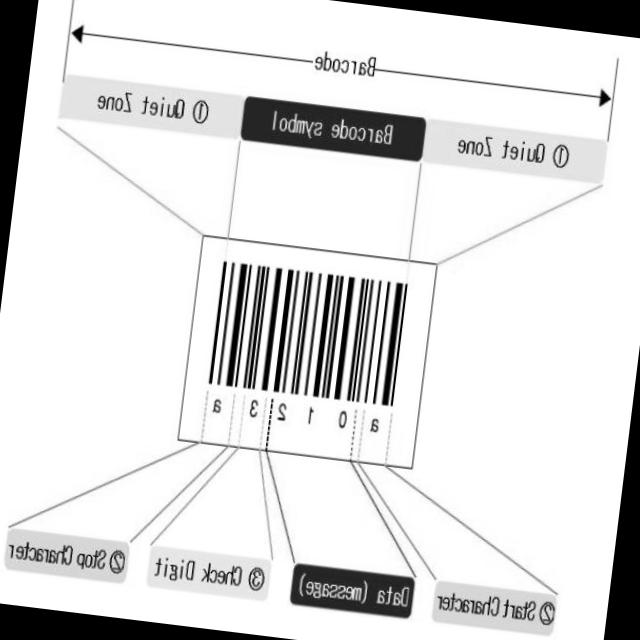 Barcode
① Quiet Zone
Barcode symbol
① Quiet Zone
a 0 1 2 3 a
② Start Character
Data (message)
③ Check Digit
② Stop Character